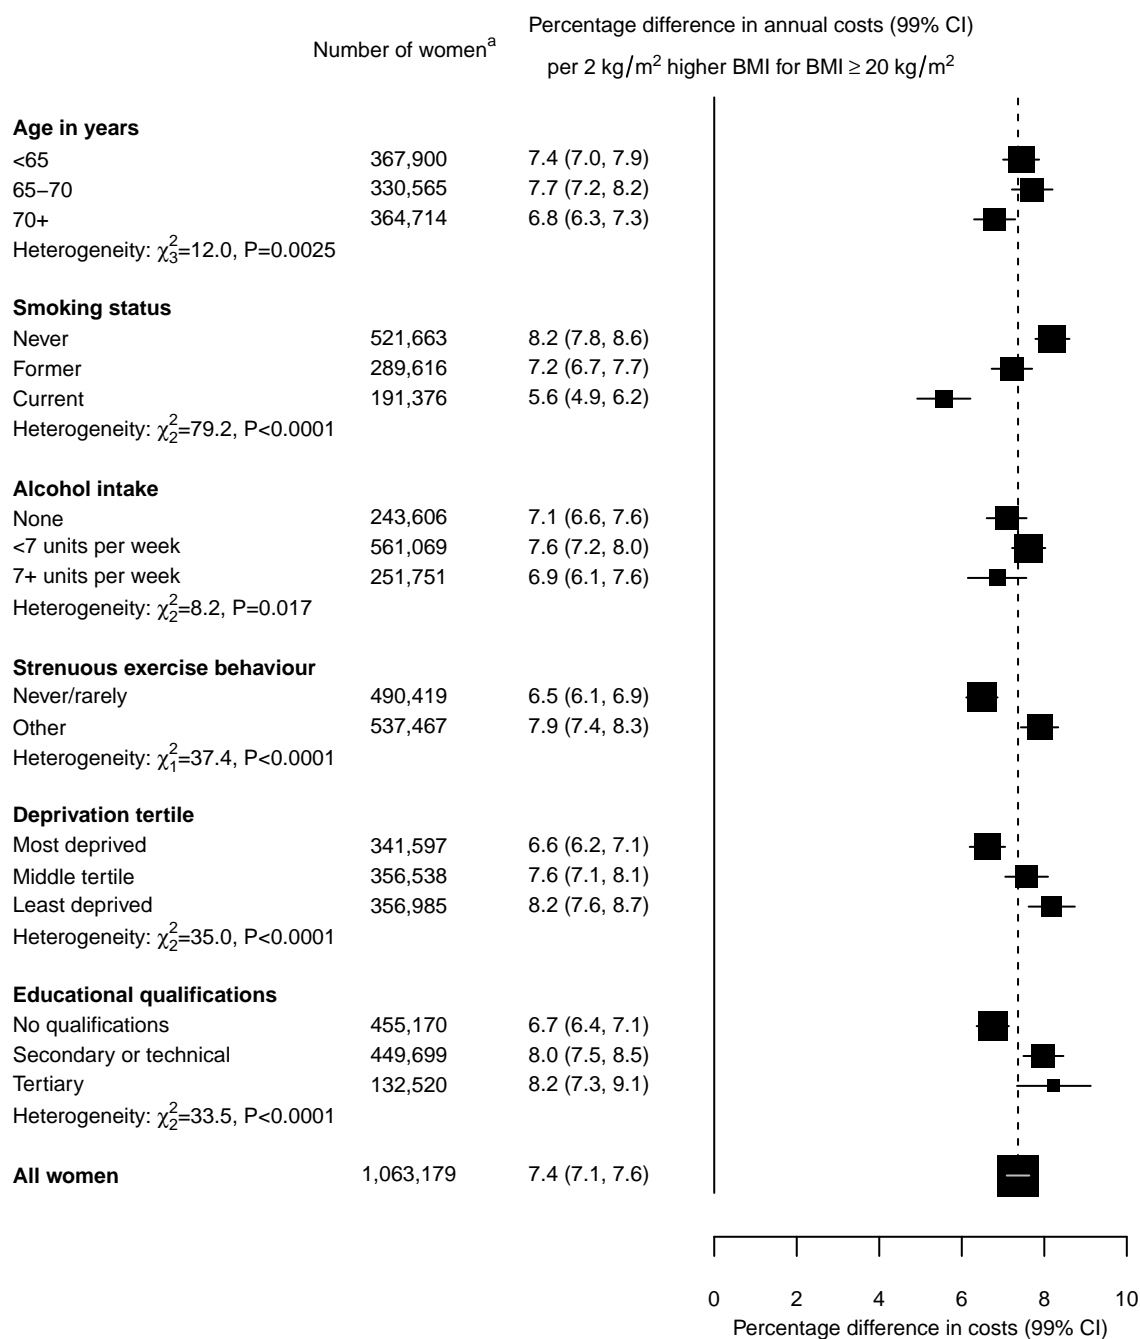 Number of womenᵃ
Percentage difference in annual costs (99% CI)
per 2 kg/m² higher BMI for BMI ≥ 20 kg/m²
Age in years
<65 367,900 7.4 (7.0, 7.9)
65−70 330,565 7.7 (7.2, 8.2)
70+ 364,714 6.8 (6.3, 7.3)
Heterogeneity: χ²₃=12.0, P=0.0025
Smoking status
Never 521,663 8.2 (7.8, 8.6)
Former 289,616 7.2 (6.7, 7.7)
Current 191,376 5.6 (4.9, 6.2)
Heterogeneity: χ²₂=79.2, P<0.0001
Alcohol intake
None 243,606 7.1 (6.6, 7.6)
<7 units per week 561,069 7.6 (7.2, 8.0)
7+ units per week 251,751 6.9 (6.1, 7.6)
Heterogeneity: χ²₂=8.2, P=0.017
Strenuous exercise behaviour
Never/rarely 490,419 6.5 (6.1, 6.9)
Other 537,467 7.9 (7.4, 8.3)
Heterogeneity: χ²₁=37.4, P<0.0001
Deprivation tertile
Most deprived 341,597 6.6 (6.2, 7.1)
Middle tertile 356,538 7.6 (7.1, 8.1)
Least deprived 356,985 8.2 (7.6, 8.7)
Heterogeneity: χ²₂=35.0, P<0.0001
Educational qualifications
No qualifications 455,170 6.7 (6.4, 7.1)
Secondary or technical 449,699 8.0 (7.5, 8.5)
Tertiary 132,520 8.2 (7.3, 9.1)
Heterogeneity: χ²₂=33.5, P<0.0001
All women 1,063,179 7.4 (7.1, 7.6)
0 2 4 6 8 10
Percentage difference in costs (99% CI)